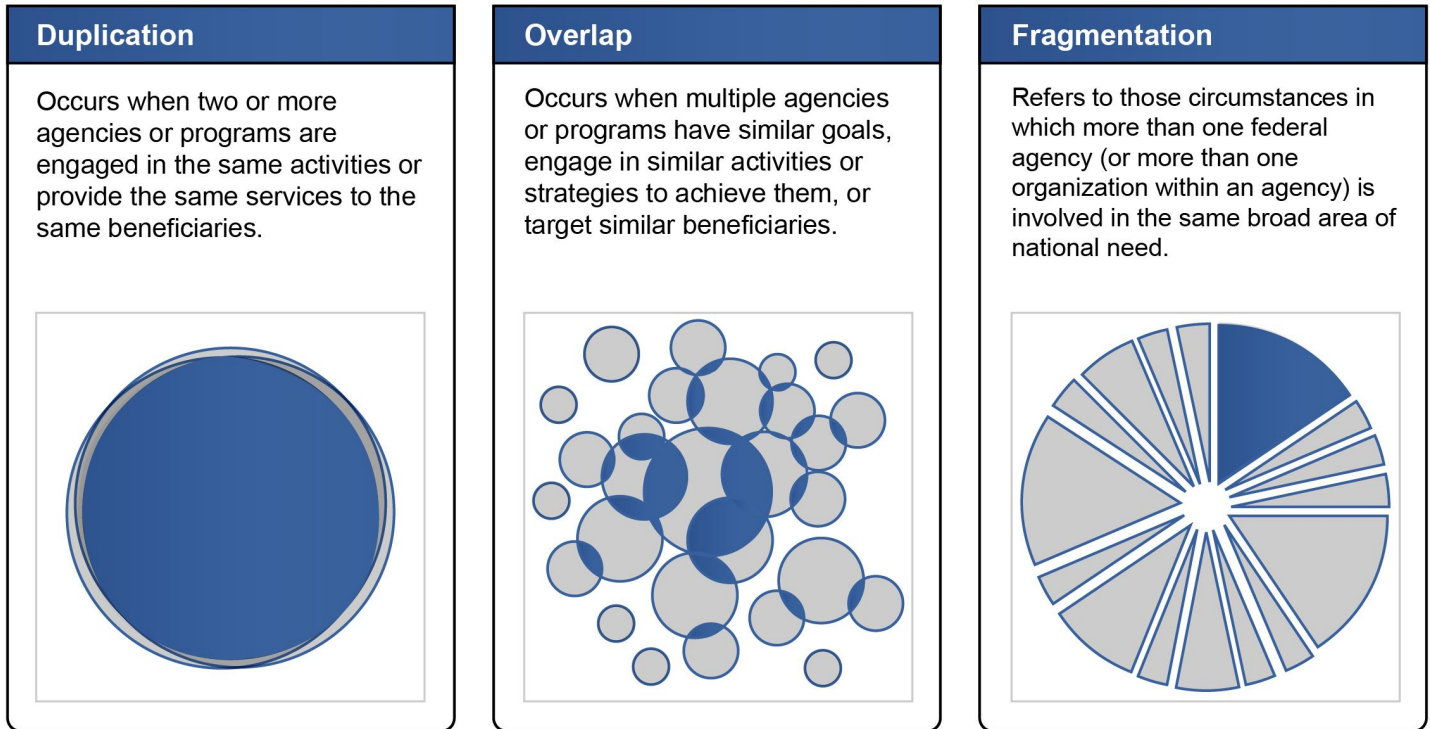 Duplication
Occurs when two or more
agencies or programs are
engaged in the same activities or
provide the same services to the
same beneficiaries.
Overlap
Occurs when multiple agencies
or programs have similar goals,
engage in similar activities or
strategies to achieve them, or
target similar beneficiaries.
Fragmentation
Refers to those circumstances in
which more than one federal
agency (or more than one
organization within an agency) is
involved in the same broad area of
national need.